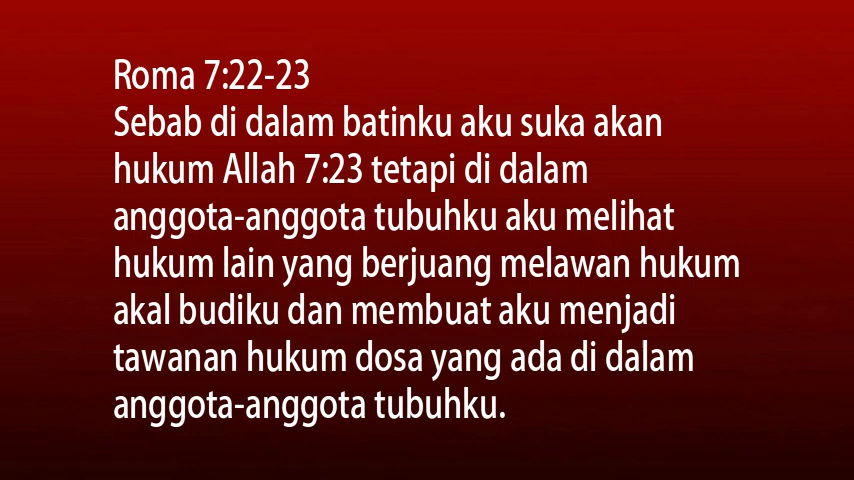 Roma 7:22-23
Sebab di dalam batinku aku suka akan
hukum Allah 7:23 tetapi di dalam
anggota-anggota tubuhku aku melihat
hukum lain yang berjuang melawan hukum
akal budiku dan membuat aku menjadi
tawanan hukum dosa yang ada di dalam
anggota-anggota tubuhku.